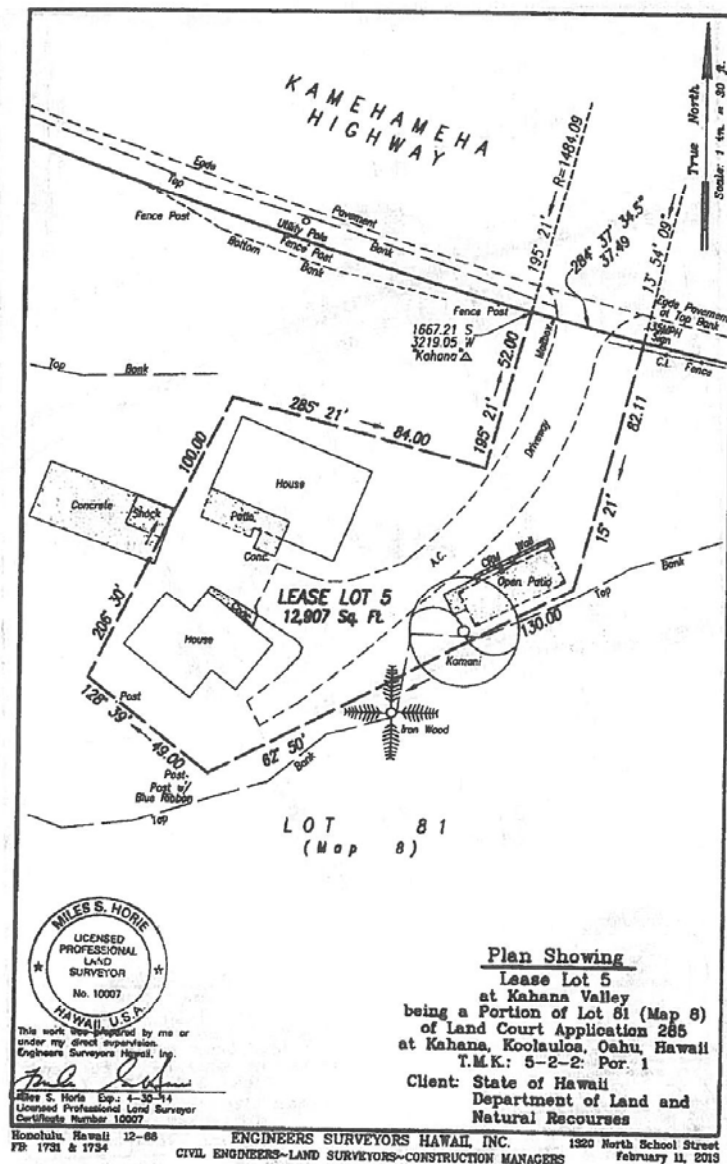 KAMEHAMEHA
HIGHWAY
True North
Scale: 1 in. = 30 ft.
Egde Pavement
Top Bank
Fence Post
Utility Pole
Fence Post
Bottom Bank
Fence Post
195° 21' R=1484.09
284° 37' 34.5"
37.49
13° 54' 09"
Egde Pavement
at Top Bank
35MPH
Sign
C.L. Fence
1667.21 S
3219.05 W
"Kahana" △
Mailbox
195° 21' 52.00
Driveway
15° 21' 82.11
Top Bank
285° 21' 84.00
206° 30' 100.00
House
Patio
Conc.
Concrete
Shack
A.C.
CRM Wall
Open Patio
Top Bank
LEASE LOT 5
12,907 Sq. Ft.
Conc.
House
Kamani
62° 50' 130.00
Iron Wood
Post
128° 39' 49.00
Post
Post w/
Blue Ribbon
Top Bank
LOT 81
(Map 8)
MILES S. HORIE
LICENSED
PROFESSIONAL
LAND
SURVEYOR
No. 10007
HAWAII, U.S.A.
This work was prepared by me or
under my direct supervision.
Engineers Surveyors Hawaii, Inc.
Miles S. Horie Exp.: 4-30-14
Licensed Professional Land Surveyor
Certificate Number 10007
Plan Showing
Lease Lot 5
at Kahana Valley
being a Portion of Lot 81 (Map 8)
of Land Court Application 285
at Kahana, Koolauloa, Oahu, Hawaii
T.M.K.: 5-2-2: Por. 1
Client: State of Hawaii
Department of Land and
Natural Recourses
Honolulu, Hawaii 12-68
FB: 1731 & 1734
ENGINEERS SURVEYORS HAWAII, INC.
CIVIL ENGINEERS~LAND SURVEYORS~CONSTRUCTION MANAGERS
1320 North School Street
February 11, 2013